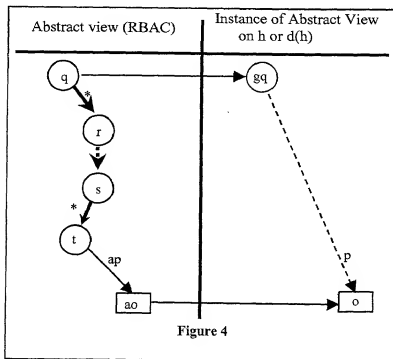 Abstract view (RBAC)
Instance of Abstract View
on h or d(h)
q
gq
*
r
s
*
t
ap
p
ao
o
Figure 4